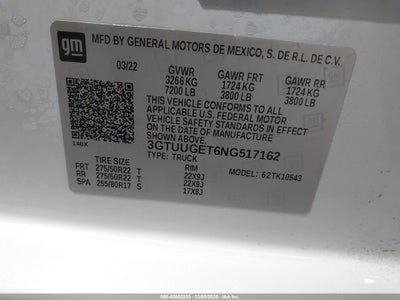 gm
MFD BY GENERAL MOTORS DE MEXICO, S. DE R.L. DE C.V.
03/22 GVWR GAWR FRT GAWR RR
3266 KG 1724 KG 1724 KG
7200 LB 3800 LB 3800 LB
THIS VEHICLE CONFORMS TO ALL
APPLICABLE U.S. FEDERAL MOTOR
VEHICLE SAFETY STANDARDS IN
EFFECT ON THE DATE OF
MANUFACTURE SHOWN ABOVE.
3GTUUGET6NG517162
TYPE: TRUCK
140X
TIRE SIZE RIM
FRT 275/50R22 T 22X9J
RR 275/50R22 T 22X9J
SPA 255/80R17 S 17X8J
MODEL: 62TK10543